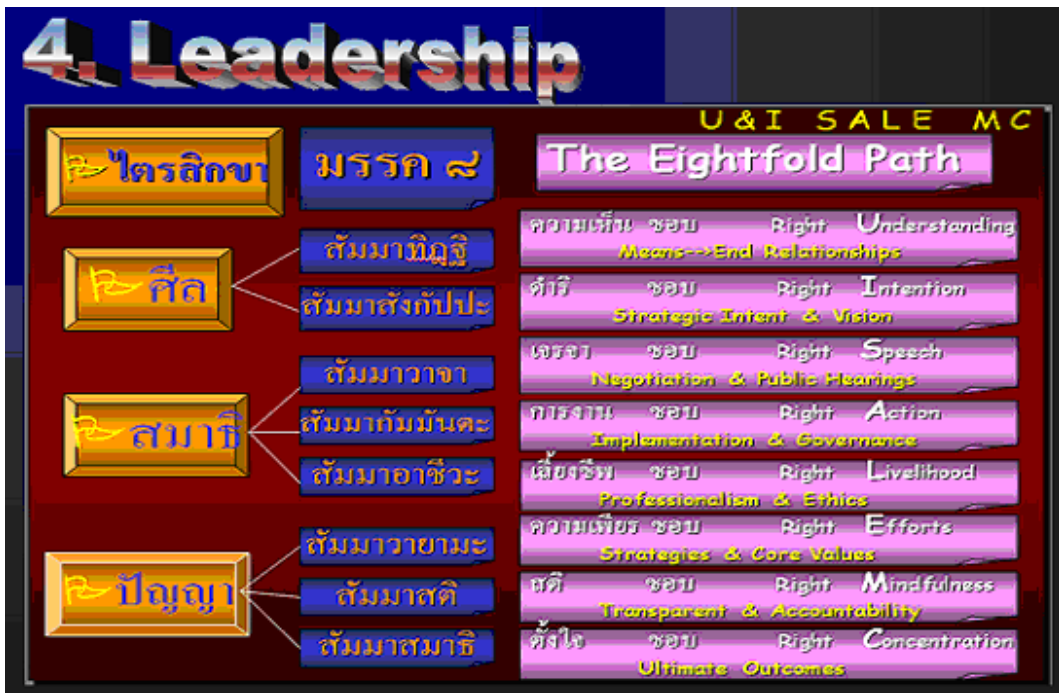 4. Leadership
U & I SALE MC
ไตรสิกขา มรรค ๘ The Eightfold Path
ศีล
สัมมาทิฏฐิ
สัมมาสังกัปปะ
สมาธิ
สัมมาวาจา
สัมมากัมมันตะ
สัมมาอาชีวะ
ปัญญา
สัมมาวายามะ
สัมมาสติ
สัมมาสมาธิ
ความเห็น ชอบ Right Understanding
Means-->End Relationships
ดำริ ชอบ Right Intention
Strategic Intent & Vision
เจรจา ชอบ Right Speech
Negotiation & Public Hearings
การงาน ชอบ Right Action
Implementation & Governance
เลี้ยงชีพ ชอบ Right Livelihood
Professionalism & Ethics
ความเพียร ชอบ Right Efforts
Strategies & Core Values
สติ ชอบ Right Mindfulness
Transparent & Accountability
ตั้งใจ ชอบ Right Concentration
Ultimate Outcomes